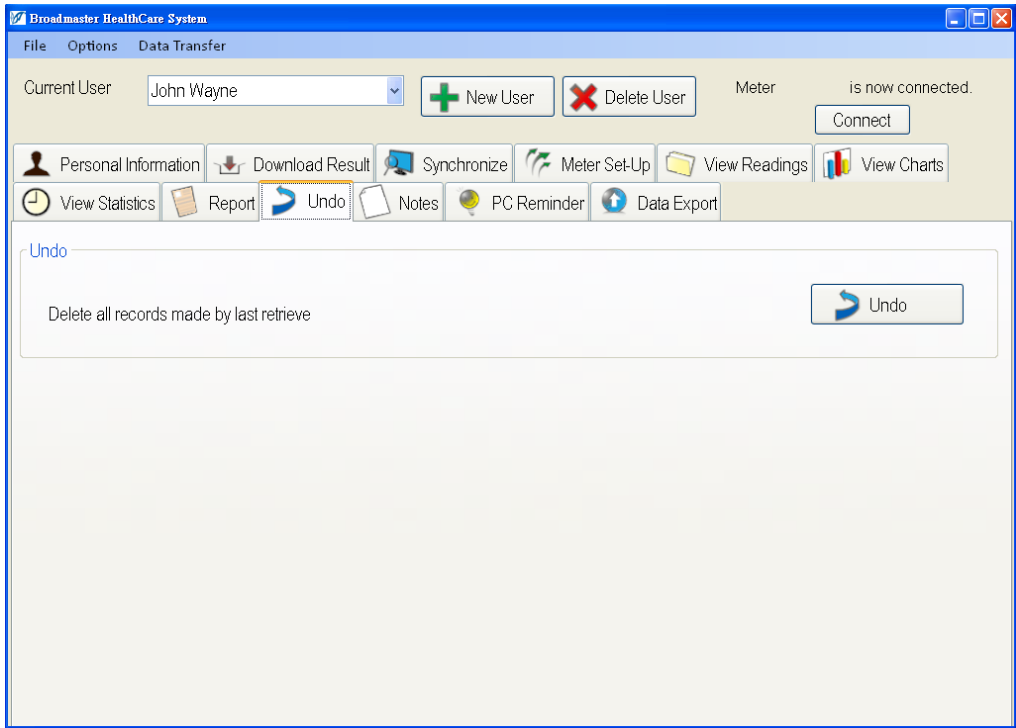 Broadmaster HealthCare System
File Options Data Transfer
Current User John Wayne New User Delete User Meter is now connected.
Connect
Personal Information Download Result Synchronize Meter Set-Up View Readings View Charts
View Statistics Report Undo Notes PC Reminder Data Export
Undo
Delete all records made by last retrieve Undo